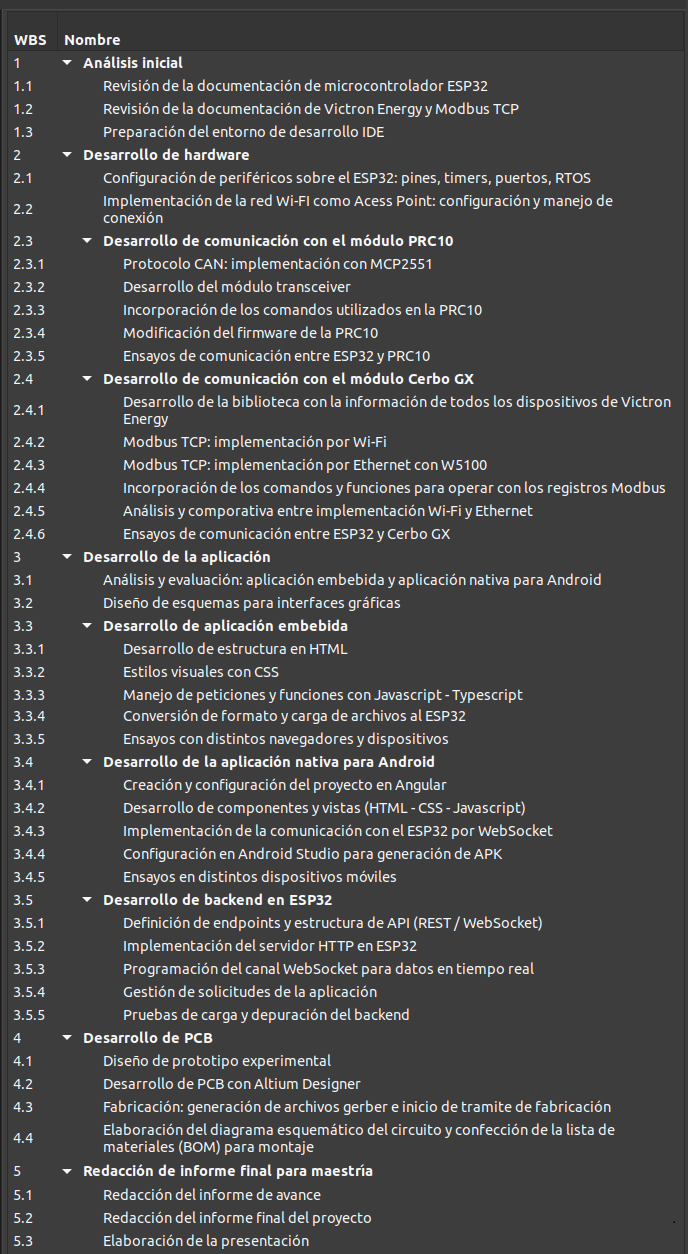 WBS Nombre
1 Análisis inicial
1.1 Revisión de la documentación de microcontrolador ESP32
1.2 Revisión de la documentación de Victron Energy y Modbus TCP
1.3 Preparación del entorno de desarrollo IDE
2 Desarrollo de hardware
2.1 Configuración de periféricos sobre el ESP32: pines, timers, puertos, RTOS
2.2 Implementación de la red Wi-FI como Acess Point: configuración y manejo de
conexión
2.3 Desarrollo de comunicación con el módulo PRC10
2.3.1 Protocolo CAN: implementación con MCP2551
2.3.2 Desarrollo del módulo transceiver
2.3.3 Incorporación de los comandos utilizados en la PRC10
2.3.4 Modificación del firmware de la PRC10
2.3.5 Ensayos de comunicación entre ESP32 y PRC10
2.4 Desarrollo de comunicación con el módulo Cerbo GX
2.4.1 Desarrollo de la biblioteca con la información de todos los dispositivos de Victron
Energy
2.4.2 Modbus TCP: implementación por Wi-Fi
2.4.3 Modbus TCP: implementación por Ethernet con W5100
2.4.4 Incorporación de los comandos y funciones para operar con los registros Modbus
2.4.5 Análisis y comporativa entre implementación Wi-Fi y Ethernet
2.4.6 Ensayos de comunicación entre ESP32 y Cerbo GX
3 Desarrollo de la aplicación
3.1 Análisis y evaluación: aplicación embebida y aplicación nativa para Android
3.2 Diseño de esquemas para interfaces gráficas
3.3 Desarrollo de aplicación embebida
3.3.1 Desarrollo de estructura en HTML
3.3.2 Estilos visuales con CSS
3.3.3 Manejo de peticiones y funciones con Javascript - Typescript
3.3.4 Conversión de formato y carga de archivos al ESP32
3.3.5 Ensayos con distintos navegadores y dispositivos
3.4 Desarrollo de la aplicación nativa para Android
3.4.1 Creación y configuración del proyecto en Angular
3.4.2 Desarrollo de componentes y vistas (HTML - CSS - Javascript)
3.4.3 Implementación de la comunicación con el ESP32 por WebSocket
3.4.4 Configuración en Android Studio para generación de APK
3.4.5 Ensayos en distintos dispositivos móviles
3.5 Desarrollo de backend en ESP32
3.5.1 Definición de endpoints y estructura de API (REST / WebSocket)
3.5.2 Implementación del servidor HTTP en ESP32
3.5.3 Programación del canal WebSocket para datos en tiempo real
3.5.4 Gestión de solicitudes de la aplicación
3.5.5 Pruebas de carga y depuración del backend
4 Desarrollo de PCB
4.1 Diseño de prototipo experimental
4.2 Desarrollo de PCB con Altium Designer
4.3 Fabricación: generación de archivos gerber e inicio de tramite de fabricación
4.4 Elaboración del diagrama esquemático del circuito y confección de la lista de
materiales (BOM) para montaje
5 Redacción de informe final para maestría
5.1 Redacción del informe de avance
5.2 Redacción del informe final del proyecto
5.3 Elaboración de la presentación